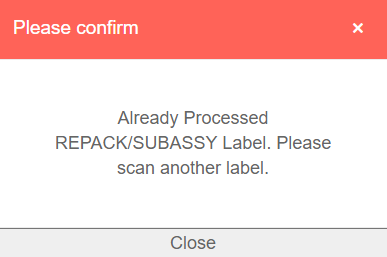 Please confirm
×
Already Processed
REPACK/SUBASSY Label. Please
scan another label.
Close